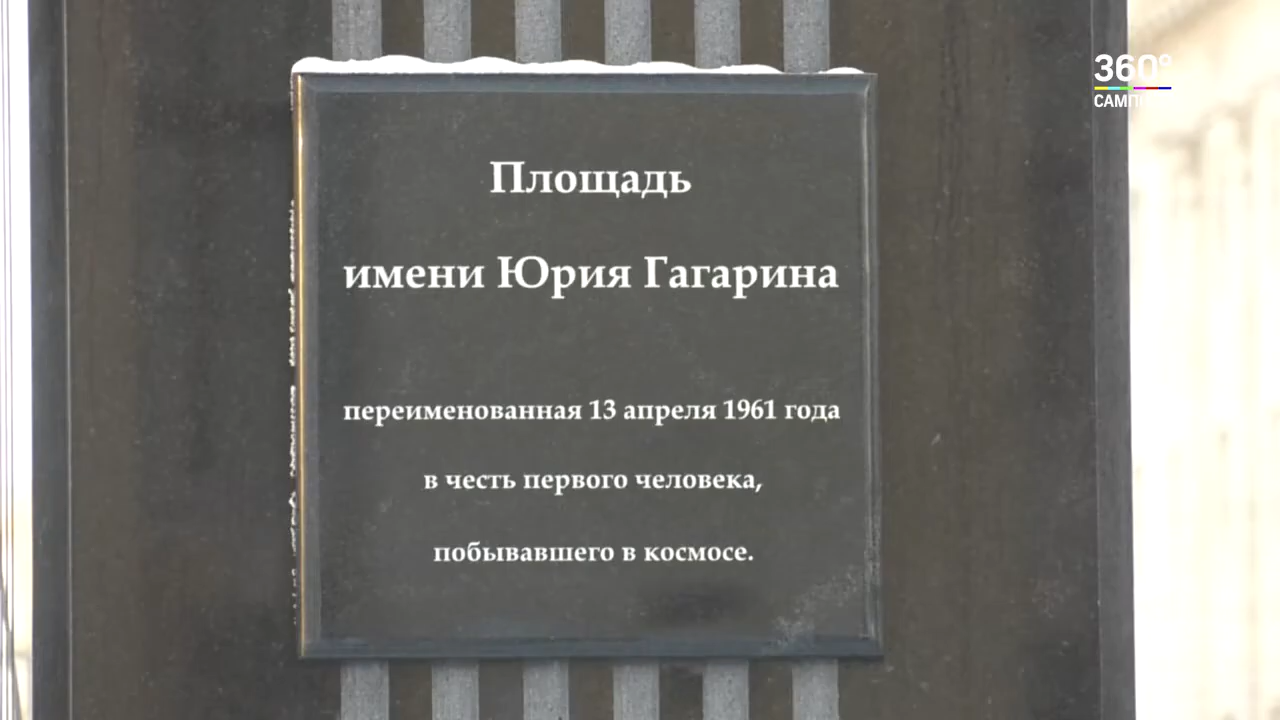 360°
Площадь
имени Юрия Гагарина
переименованная 13 апреля 1961 года
в честь первого человека,
побывавшего в космосе.